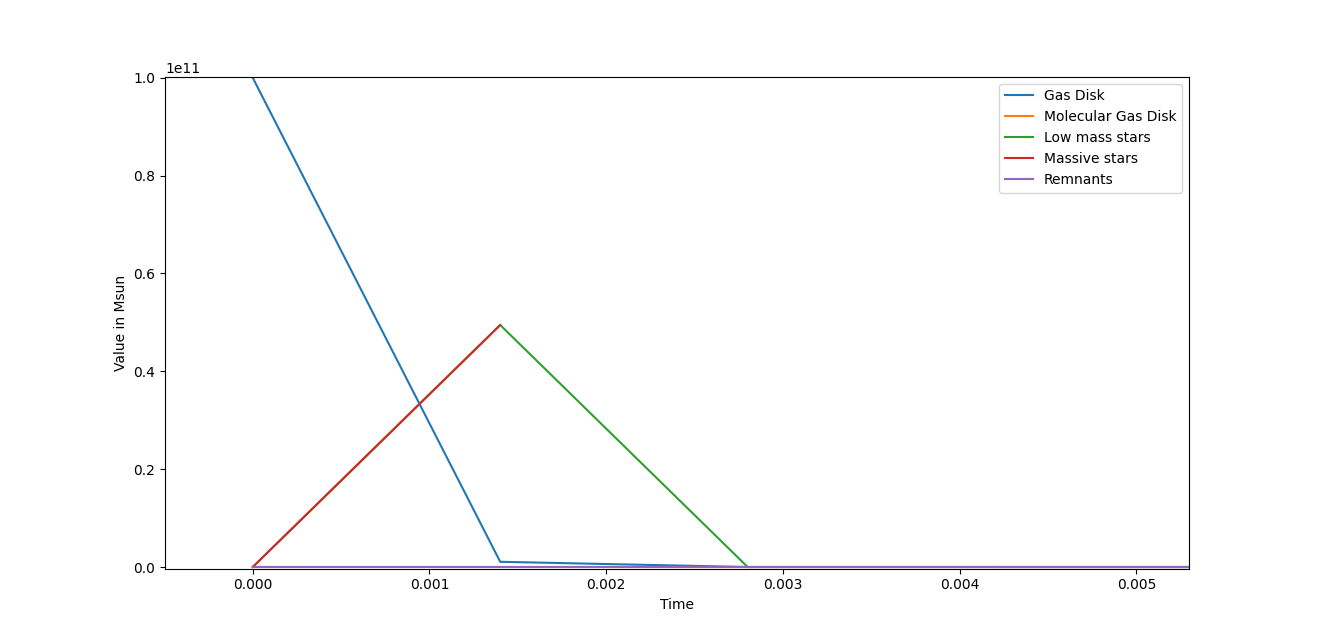 1e11
1.0
0.8
0.6
0.4
0.2
0.0
Value in Msun
Gas Disk
Molecular Gas Disk
Low mass stars
Massive stars
Remnants
0.000 0.001 0.002 0.003 0.004 0.005
Time